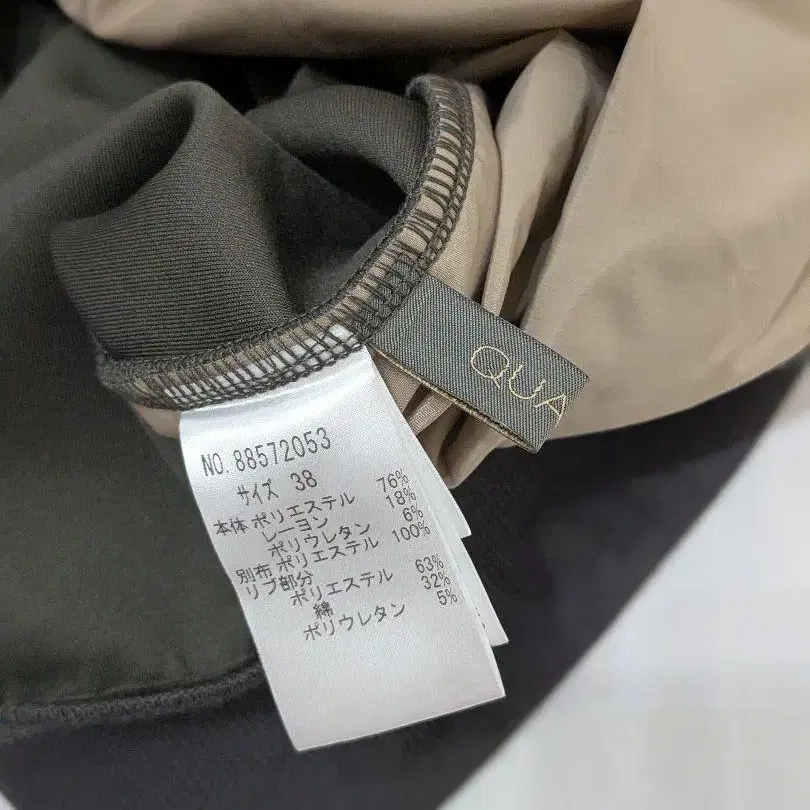 NO. 88572053
サイズ 38
本体 ポリエステル 76%
レーヨン 18%
ポリウレタン 6%
別布 ポリエステル 100%
リブ部分
ポリエステル 63%
綿 32%
ポリウレタン 5%
QUA